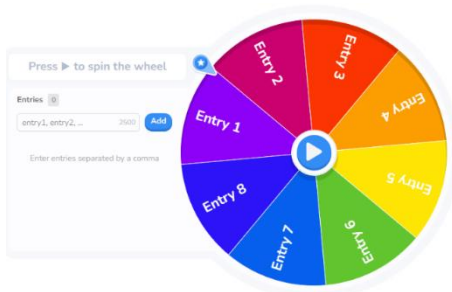 Press ▶ to spin the wheel
Entries 0
entry1, entry2, ... 2500 Add
Enter entries separated by a comma
Entry 1
Entry 2
Entry 3
Entry 4
Entry 5
Entry 6
Entry 7
Entry 8